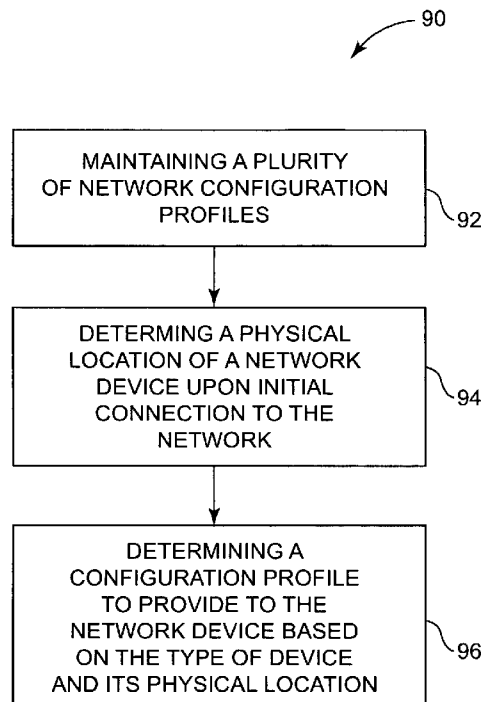 90
MAINTAINING A PLURITY
OF NETWORK CONFIGURATION
PROFILES
92
DETERMING A PHYSICAL
LOCATION OF A NETWORK
DEVICE UPON INITIAL
CONNECTION TO THE
NETWORK
94
DETERMINING A
CONFIGURATION PROFILE
TO PROVIDE TO THE
NETWORK DEVICE BASED
ON THE TYPE OF DEVICE
AND ITS PHYSICAL LOCATION
96